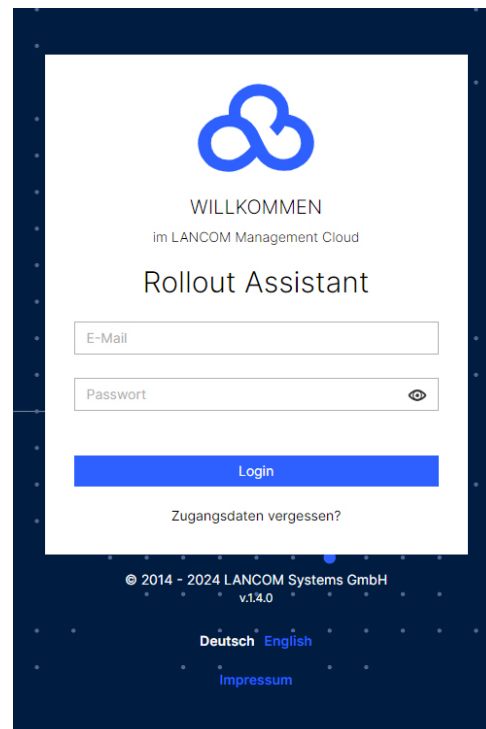 WILLKOMMEN
im LANCOM Management Cloud
Rollout Assistant
E-Mail
Passwort
Login
Zugangsdaten vergessen?
© 2014 - 2024 LANCOM Systems GmbH
v.1.4.0
Deutsch English
Impressum